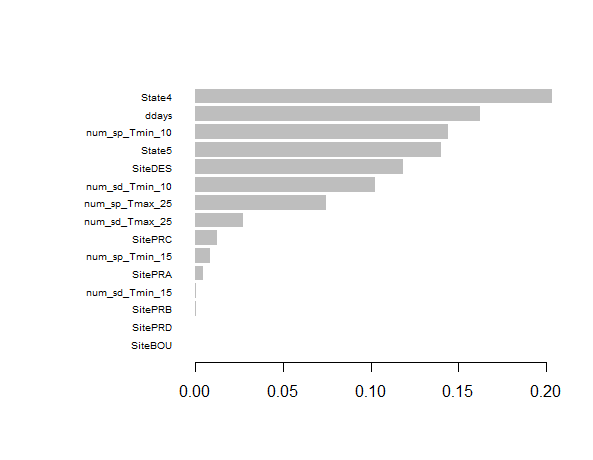 State4
ddays
num_sp_Tmin_10
State5
SiteDES
num_sd_Tmin_10
num_sp_Tmax_25
num_sd_Tmax_25
SitePRC
num_sp_Tmin_15
SitePRA
num_sd_Tmin_15
SitePRB
SitePRD
SiteBOU
0.00 0.05 0.10 0.15 0.20